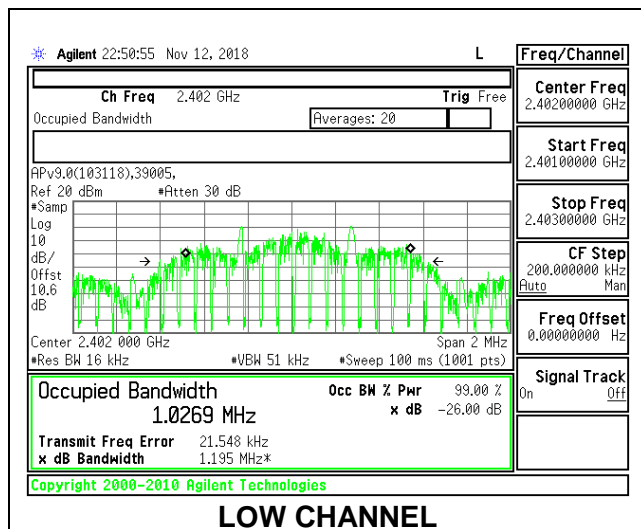 Agilent 22:50:55 Nov 12, 2018 L
Freq/Channel
Ch Freq 2.402 GHz Trig Free
Occupied Bandwidth Averages: 20
Center Freq
2.40200000 GHz
Start Freq
2.40100000 GHz
Stop Freq
2.40300000 GHz
CF Step
200.000000 kHz
Auto Man
Freq Offset
0.00000000 Hz
Signal Track
On Off
APv9.0(103118),39005,
Ref 20 dBm #Atten 30 dB
#Samp
Log
10
dB/
Offst
10.6
dB
Center 2.402 000 GHz Span 2 MHz
#Res BW 16 kHz #VBW 51 kHz #Sweep 100 ms (1001 pts)
Occupied Bandwidth Occ BW % Pwr 99.00 %
1.0269 MHz x dB -26.00 dB
Transmit Freq Error 21.548 kHz
x dB Bandwidth 1.195 MHz*
Copyright 2000-2010 Agilent Technologies
LOW CHANNEL